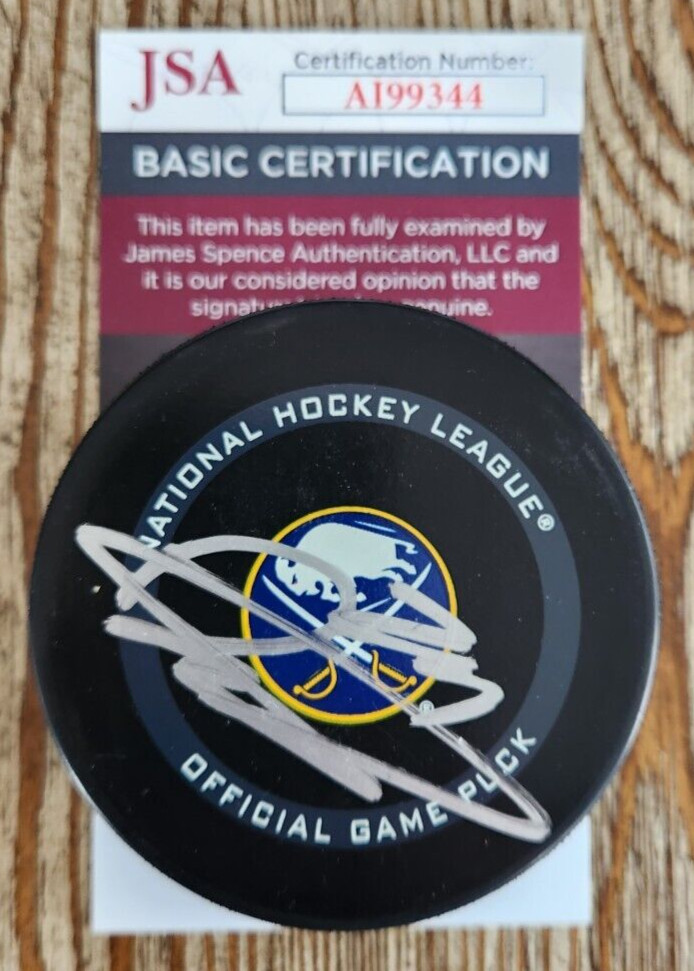 JSA
Certification Number:
AI99344
BASIC CERTIFICATION
This item has been fully examined by
James Spence Authentication, LLC and
it is our considered opinion that the
NATIONAL HOCKEY LEAGUE®
®
OFFICIAL GAME PUCK